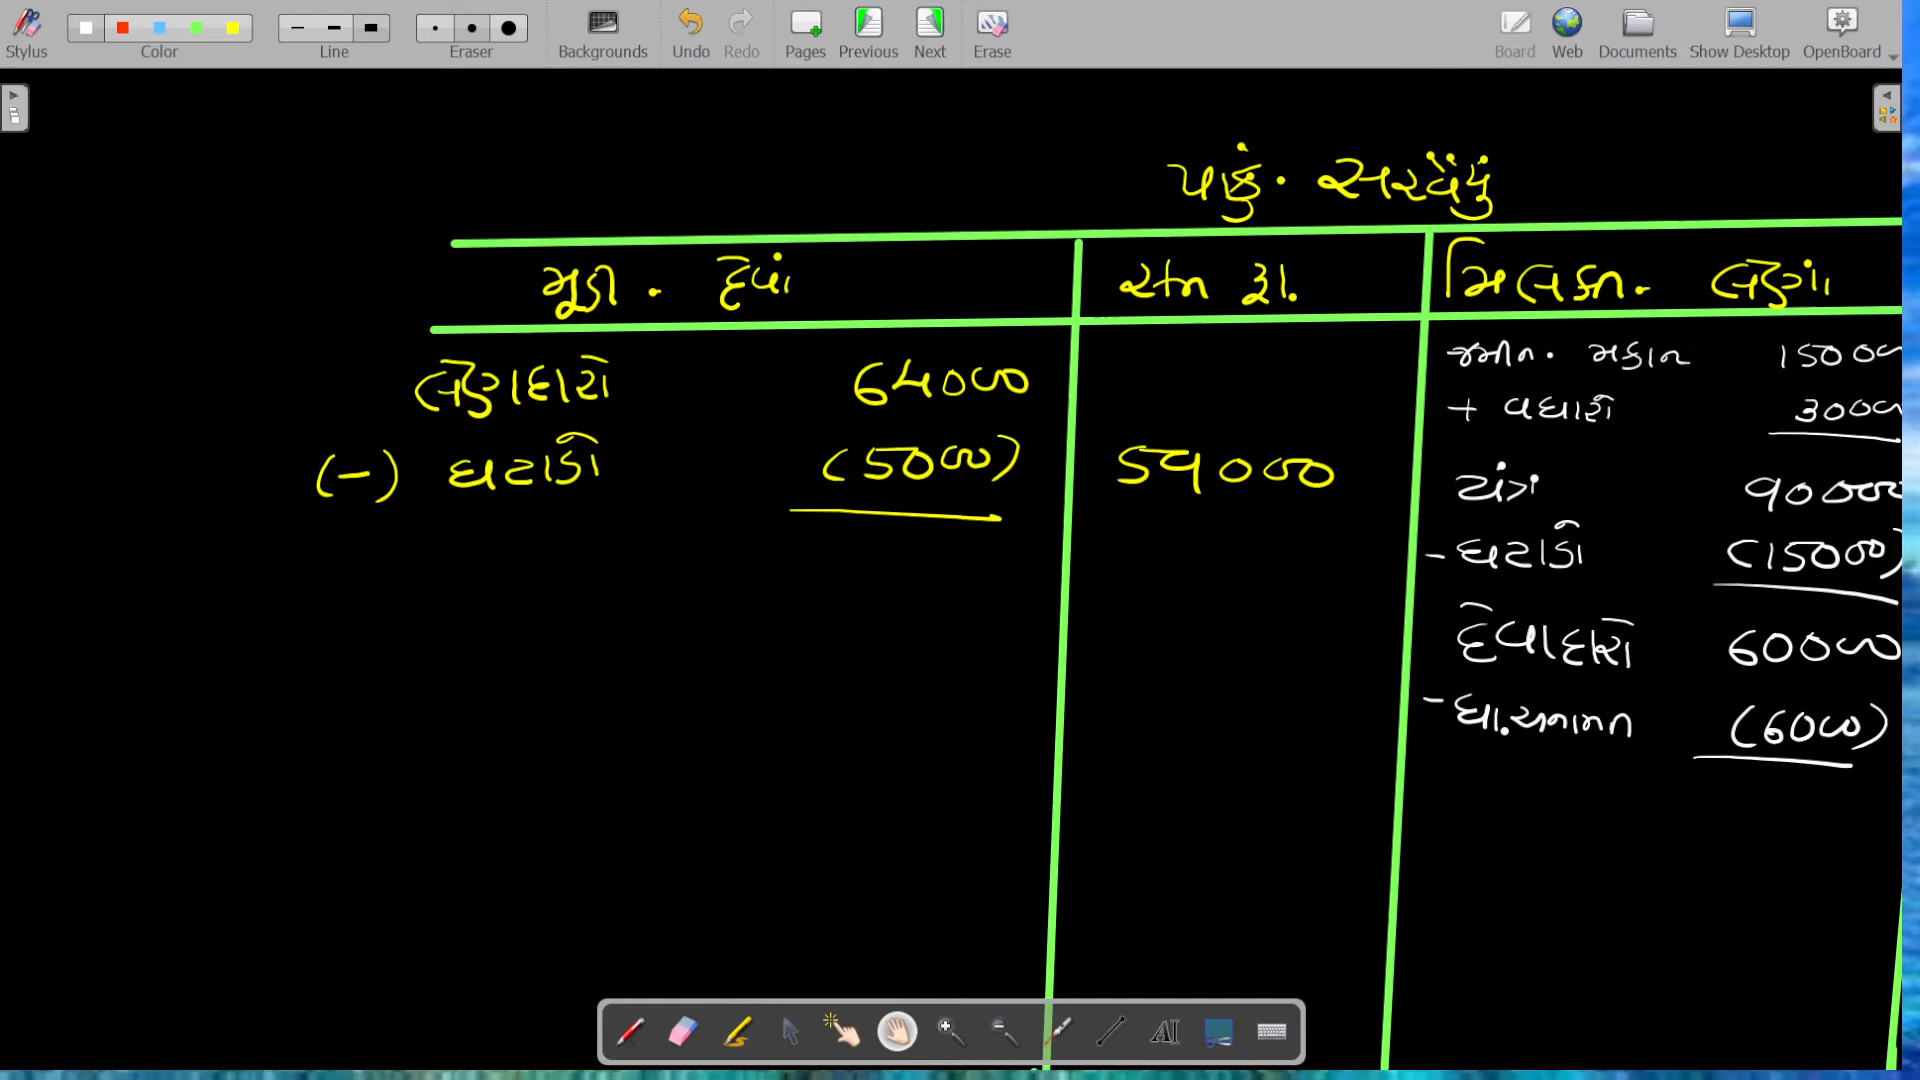 Stylus Color Line Eraser Backgrounds Undo Redo Pages Previous Next Erase Board Web Documents Show Desktop OpenBoard
પાકું. સરવૈયું
મૂડી. દેવાં રકમ રૂ. મિલકત. લેણાં
લેણદારો 64000
(-) ઘટાડો (5000) 59000
જમીન. મકાન 15000
+ વધારો 3000
યંત્રો 90000
- ઘટાડો (15000)
દેવાદારો 60000
- ઘા.અનામત (6000)
AI